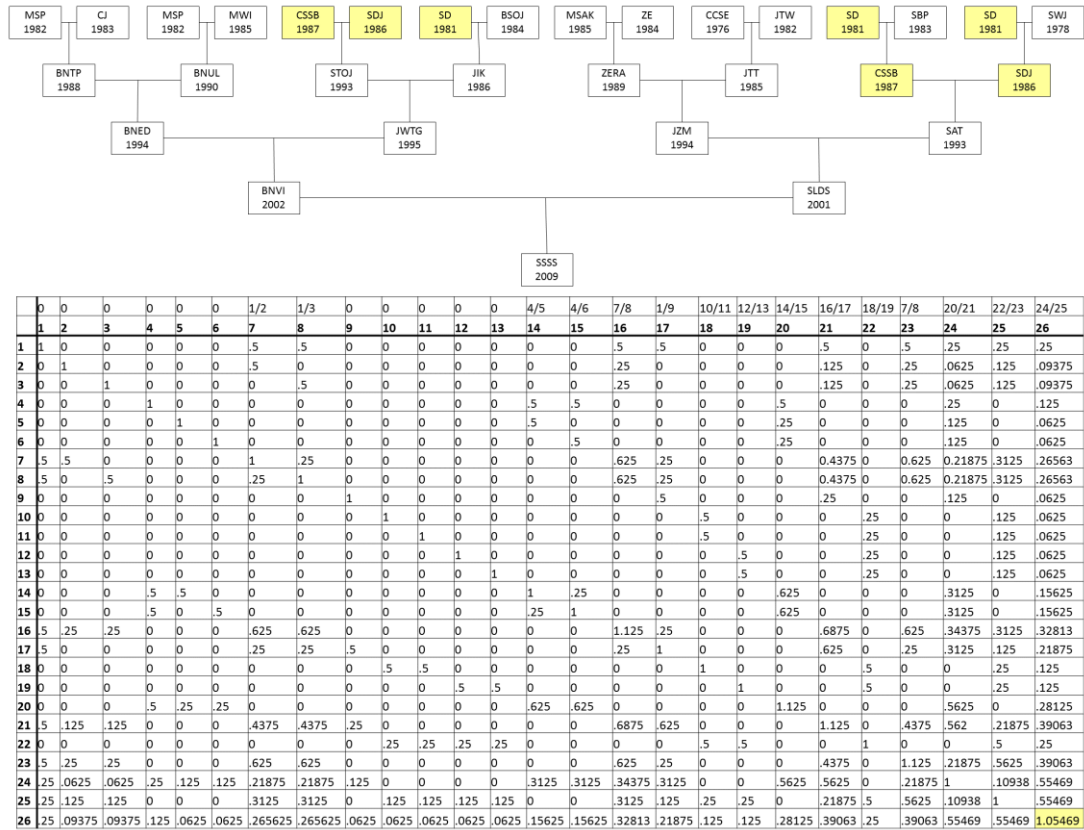 MSP CJ MSP MWI CSSB SDJ SD BSOJ MSAK ZE CCSE JTW SD SBP SD SWJ
1982 1983 1982 1985 1987 1986 1981 1984 1985 1984 1976 1982 1981 1983 1981 1978
BNTP BNUL STOJ JIK ZERA JTT CSSB SDJ
1988 1990 1993 1986 1989 1985 1987 1986
BNED JWTG JZM SAT
1994 1995 1994 1993
BNVI SLDS
2002 2001
SSSS
2009
0 0 0 0 0 0 1/2 1/3 0 0 0 0 0 4/5 4/6 7/8 1/9 10/11 12/13 14/15 16/17 18/19 7/8 20/21 22/23 24/25
1 2 3 4 5 6 7 8 9 10 11 12 13 14 15 16 17 18 19 20 21 22 23 24 25 26
1 1 0 0 0 0 0 .5 .5 0 0 0 0 0 0 0 .5 .5 0 0 0 .5 0 .5 .25 .25 .25
2 0 1 0 0 0 0 .5 0 0 0 0 0 0 0 0 .25 0 0 0 0 .125 0 .25 .0625 .125 .09375
3 0 0 1 0 0 0 0 .5 0 0 0 0 0 0 0 .25 0 0 0 0 .125 0 .25 .0625 .125 .09375
4 0 0 0 1 0 0 0 0 0 0 0 0 0 .5 .5 0 0 0 0 .5 0 0 0 .25 0 .125
5 0 0 0 0 1 0 0 0 0 0 0 0 0 .5 0 0 0 0 0 .25 0 0 0 .125 0 .0625
6 0 0 0 0 0 1 0 0 0 0 0 0 0 0 .5 0 0 0 0 .25 0 0 0 .125 0 .0625
7 .5 .5 0 0 0 0 1 .25 0 0 0 0 0 0 0 .625 .25 0 0 0 0.4375 0 0.625 0.21875 .3125 .26563
8 .5 0 .5 0 0 0 .25 1 0 0 0 0 0 0 0 .625 .25 0 0 0 0.4375 0 0.625 0.21875 .3125 .26563
9 0 0 0 0 0 0 0 0 1 0 0 0 0 0 0 0 .5 0 0 0 .25 0 0 .125 0 .0625
10 0 0 0 0 0 0 0 0 0 1 0 0 0 0 0 0 0 .5 0 0 0 .25 0 0 .125 .0625
11 0 0 0 0 0 0 0 0 0 0 1 0 0 0 0 0 0 .5 0 0 0 .25 0 0 .125 .0625
12 0 0 0 0 0 0 0 0 0 0 0 1 0 0 0 0 0 0 .5 0 0 .25 0 0 .125 .0625
13 0 0 0 0 0 0 0 0 0 0 0 0 1 0 0 0 0 0 .5 0 0 .25 0 0 .125 .0625
14 0 0 0 .5 .5 0 0 0 0 0 0 0 0 1 .25 0 0 0 0 .625 0 0 0 .3125 0 .15625
15 0 0 0 .5 0 .5 0 0 0 0 0 0 0 .25 1 0 0 0 0 .625 0 0 0 .3125 0 .15625
16 .5 .25 .25 0 0 0 .625 .625 0 0 0 0 0 0 0 1.125 .25 0 0 0 .6875 0 .625 .34375 .3125 .32813
17 .5 0 0 0 0 0 .25 .25 .5 0 0 0 0 0 0 .25 1 0 0 0 .625 0 .25 .3125 .125 .21875
18 0 0 0 0 0 0 0 0 0 .5 .5 0 0 0 0 0 0 1 0 0 0 .5 0 0 .25 .125
19 0 0 0 0 0 0 0 0 0 0 0 .5 .5 0 0 0 0 0 1 0 0 .5 0 0 .25 .125
20 0 0 0 .5 .25 .25 0 0 0 0 0 0 0 .625 .625 0 0 0 0 1.125 0 0 0 .5625 0 .28125
21 .5 .125 .125 0 0 0 .4375 .4375 .25 0 0 0 0 0 0 .6875 .625 0 0 0 1.125 0 .4375 .562 .21875 .39063
22 0 0 0 0 0 0 0 0 0 .25 .25 .25 .25 0 0 0 0 .5 .5 0 0 1 0 0 .5 .25
23 .5 .25 .25 0 0 0 .625 .625 0 0 0 0 0 0 0 .625 .25 0 0 0 .4375 0 1.125 .21875 .5625 .39063
24 .25 .0625 .0625 .25 .125 .125 .21875 .21875 .125 0 0 0 0 .3125 .3125 .34375 .3125 0 0 .5625 .5625 0 .21875 1 .10938 .55469
25 .25 .125 .125 0 0 0 .3125 .3125 0 .125 .125 .125 .125 0 0 .3125 .125 .25 .25 0 .21875 .5 .5625 .10938 1 .55469
26 .25 .09375 .09375 .125 .0625 .0625 .265625 .265625 .0625 .0625 .0625 .0625 .0625 .15625 .15625 .32813 .21875 .125 .125 .28125 .39063 .25 .39063 .55469 .55469 1.05469